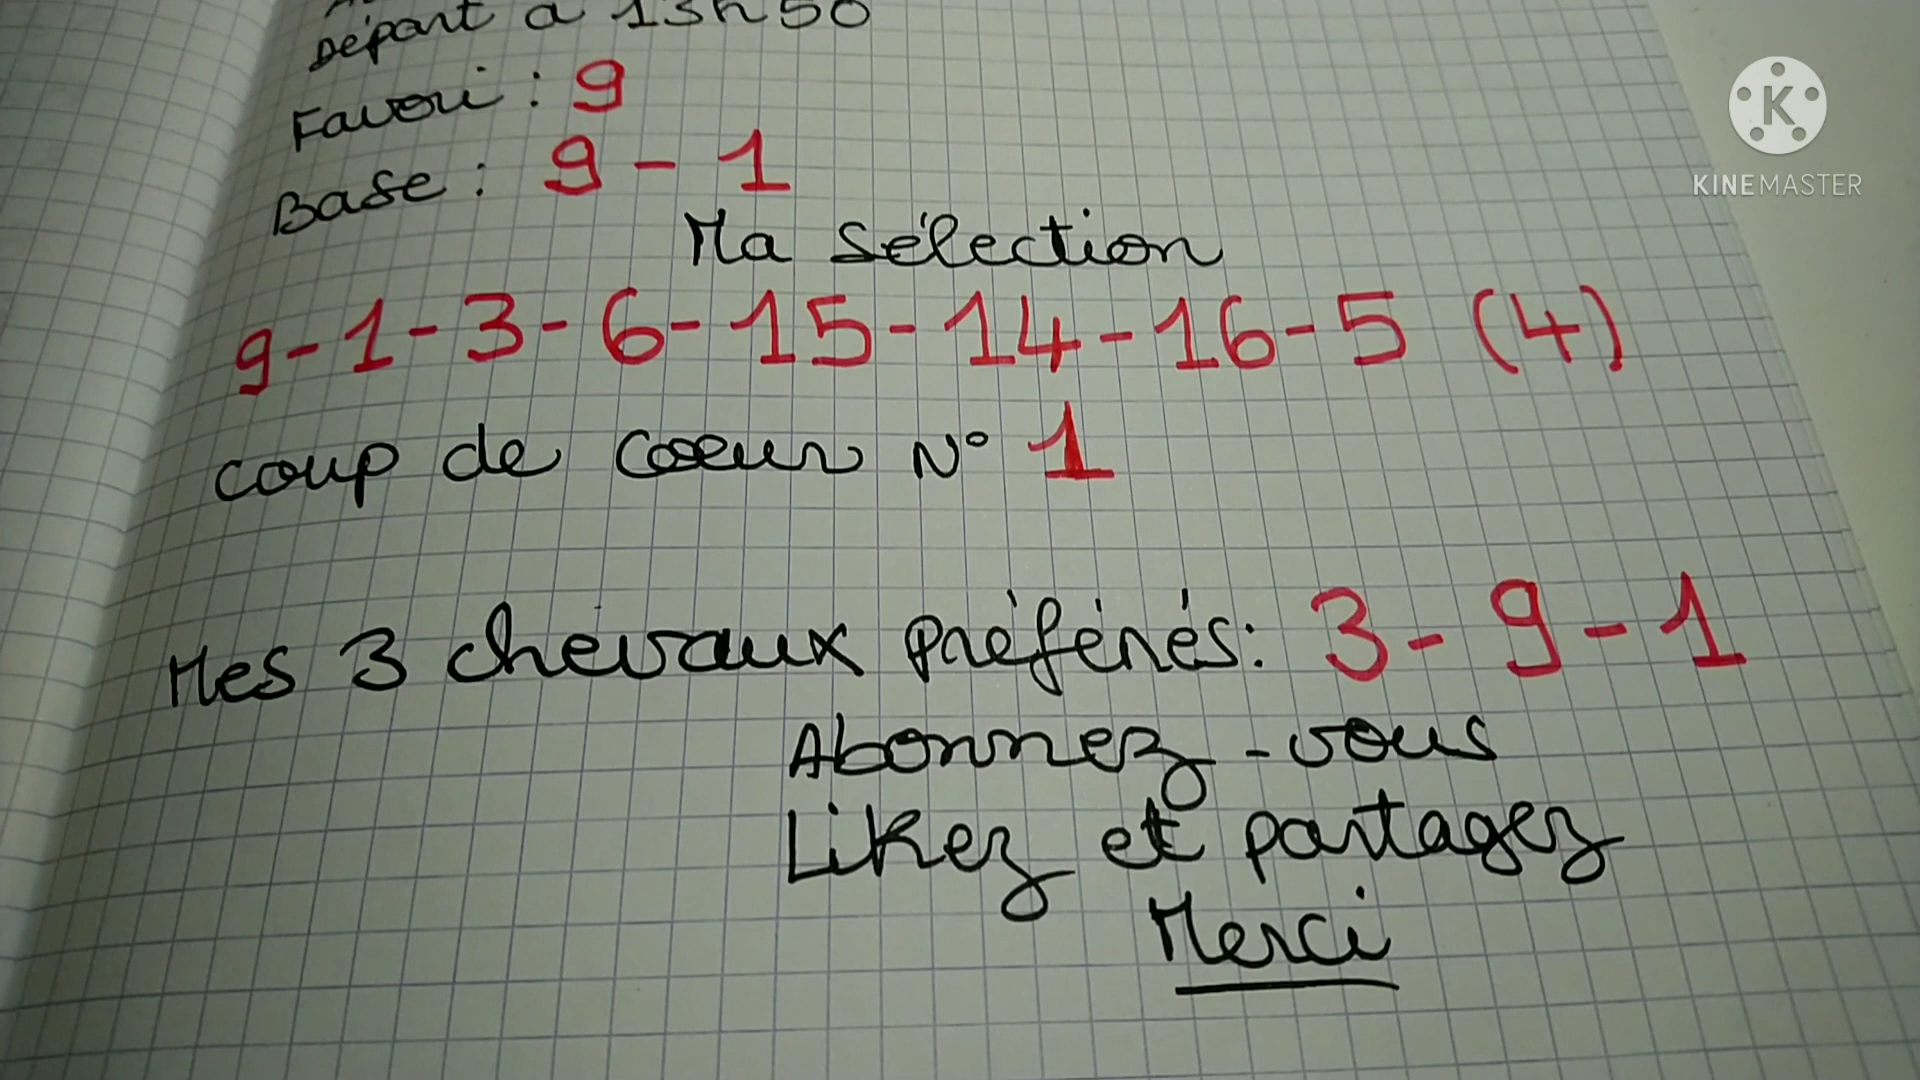 Départ à 13h50
Favori : 9
Base : 9 - 1
Ma sélection
9 - 1 - 3 - 6 - 15 - 14 - 16 - 5 (4)
coup de coeur N° 1
Mes 3 chevaux préférés : 3 - 9 - 1
Abonnez-vous
Likez et partagez
Merci
K
KINEMASTER